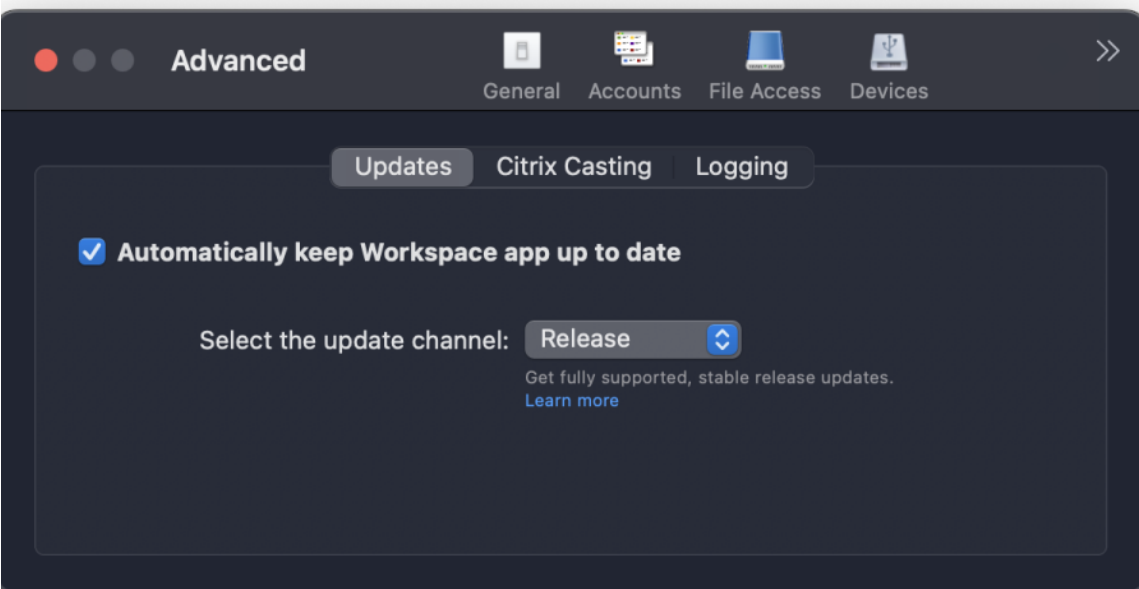 Advanced
General Accounts File Access Devices
Updates Citrix Casting Logging
Automatically keep Workspace app up to date
Select the update channel: Release
Get fully supported, stable release updates.
Learn more